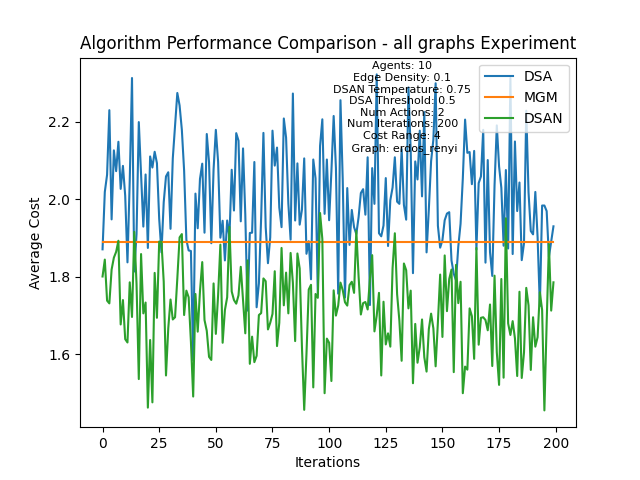 Algorithm Performance Comparison - all graphs Experiment
Agents: 10
Edge Density: 0.1
DSAN Temperature: 0.75
DSA Threshold: 0.5
Num Actions: 2
Num Iterations: 200
Cost Range: 4
Graph: erdos_renyi
DSA
MGM
DSAN
Average Cost
2.2
2.0
1.8
1.6
0
25
50
75
100
125
150
175
200
Iterations